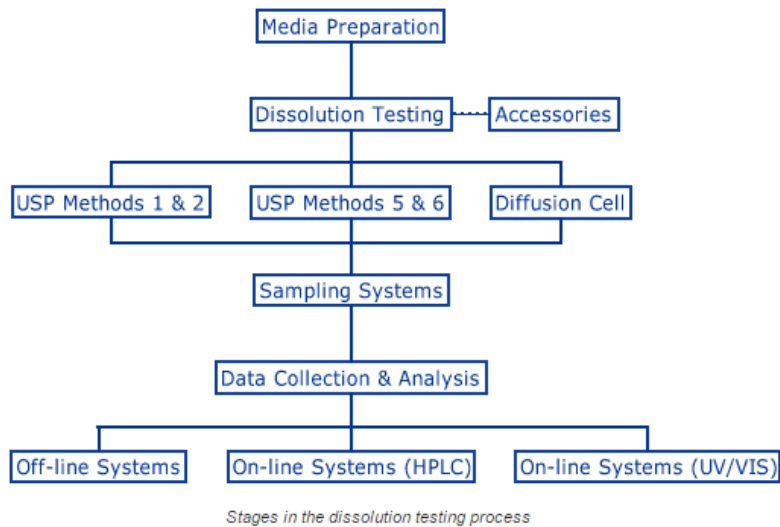 Media Preparation
Dissolution Testing
Accessories
USP Methods 1 & 2
USP Methods 5 & 6
Diffusion Cell
Sampling Systems
Data Collection & Analysis
Off-line Systems
On-line Systems (HPLC)
On-line Systems (UV/VIS)
Stages in the dissolution testing process